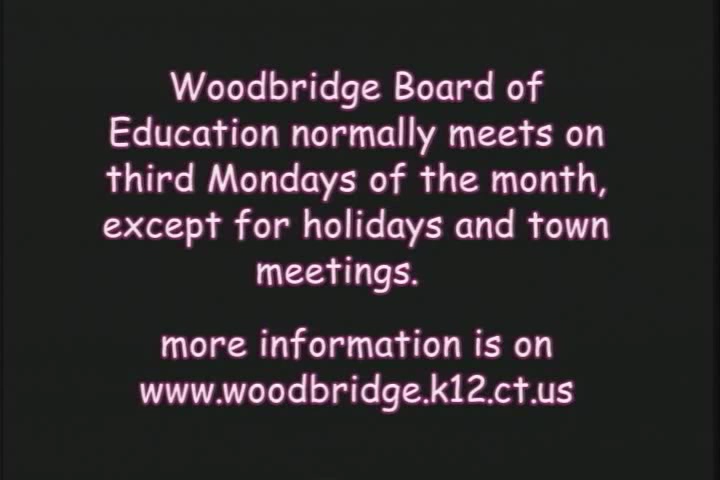 Woodbridge Board of
Education normally meets on
third Mondays of the month,
except for holidays and town
meetings.
more information is on
www.woodbridge.k12.ct.us